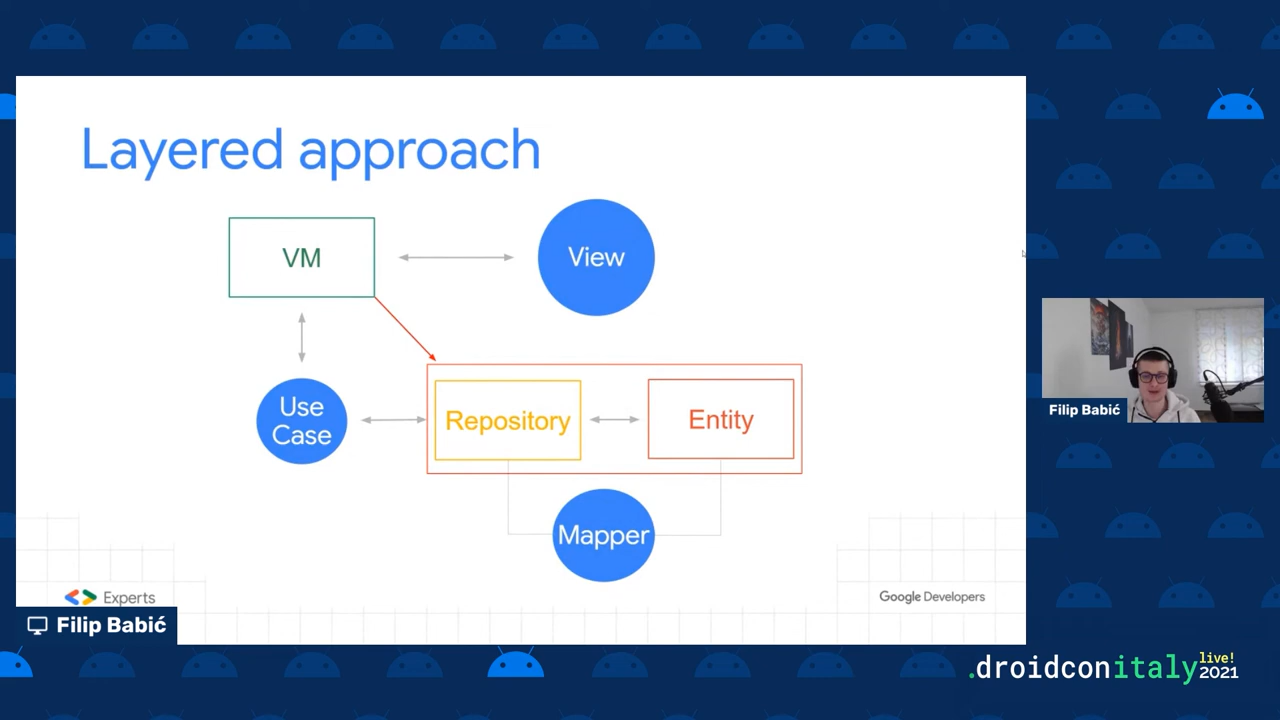 Layered approach
VM
View
Use
Case
Repository
Entity
Mapper
Experts
Google Developers
Filip Babić
Filip Babić
.droidconitaly live!
2021